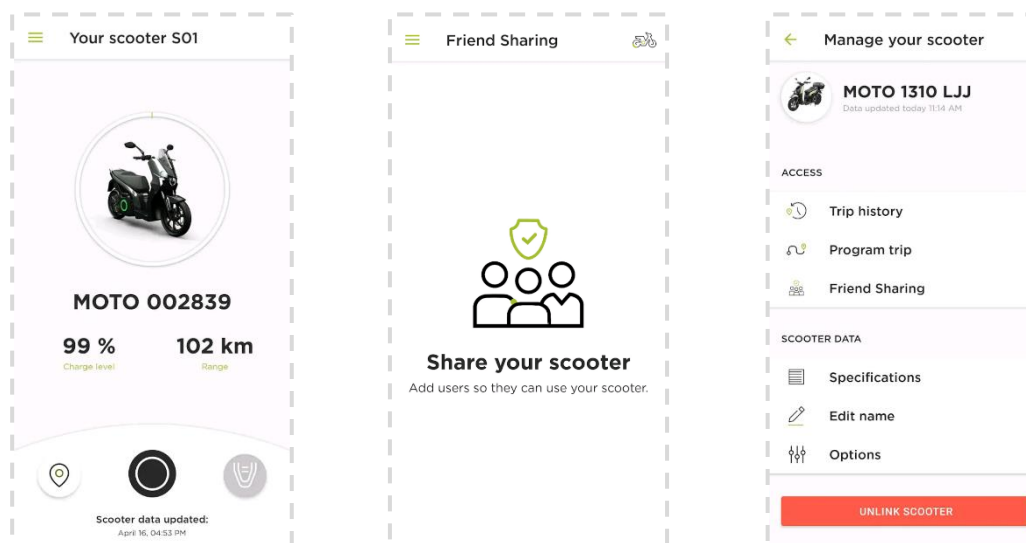 Your scooter S01
MOTO 002839
99 %
102 km
Charge level
Range
Scooter data updated:
April 16, 04:53 PM
Friend Sharing
Share your scooter
Add users so they can use your scooter.
Manage your scooter
MOTO 1310 LJJ
Data updated today 11:14 AM
ACCESS
Trip history
Program trip
Friend Sharing
SCOOTER DATA
Specifications
Edit name
Options
UNLINK SCOOTER